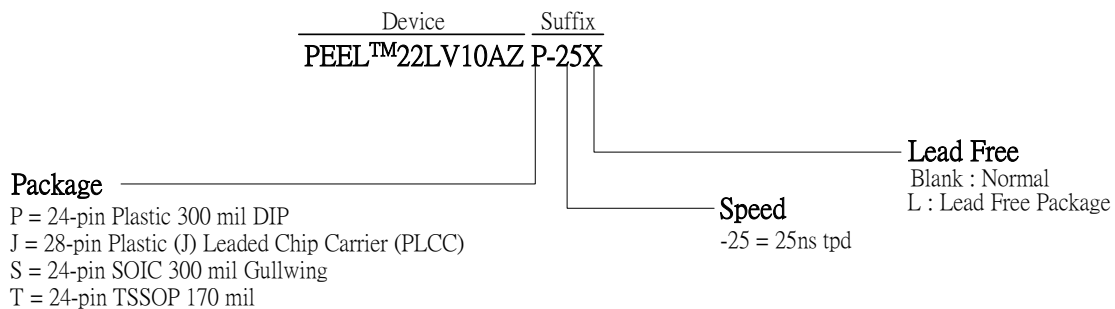 Device Suffix
PEEL™22LV10AZ P-25X
Lead Free
Blank : Normal
L : Lead Free Package
Package
P = 24-pin Plastic 300 mil DIP
J = 28-pin Plastic (J) Leaded Chip Carrier (PLCC)
S = 24-pin SOIC 300 mil Gullwing
T = 24-pin TSSOP 170 mil
Speed
-25 = 25ns tpd